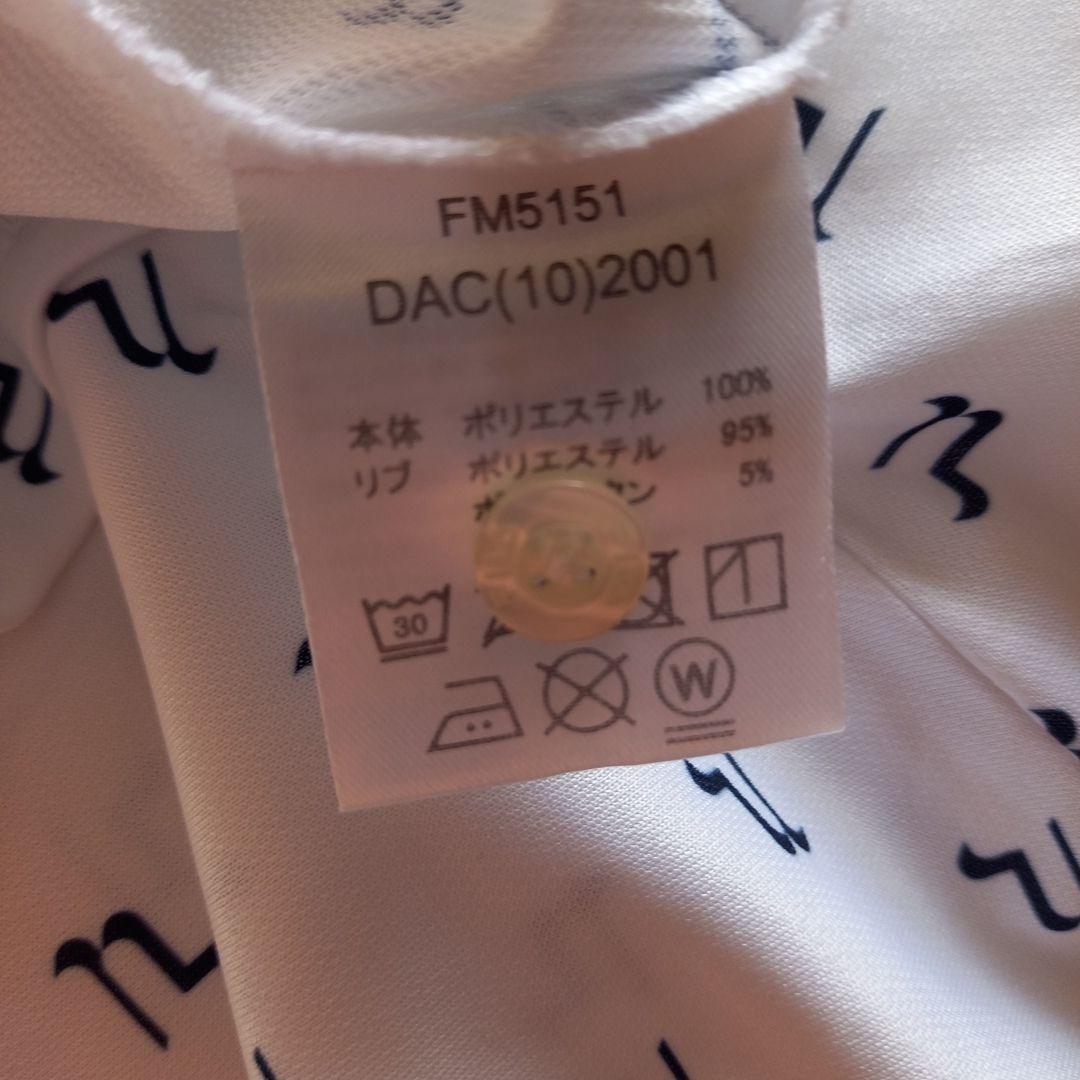 FM5151
DAC(10)2001
本体 ポリエステル 100%
リブ ポリエステル 95%
5%
30
W